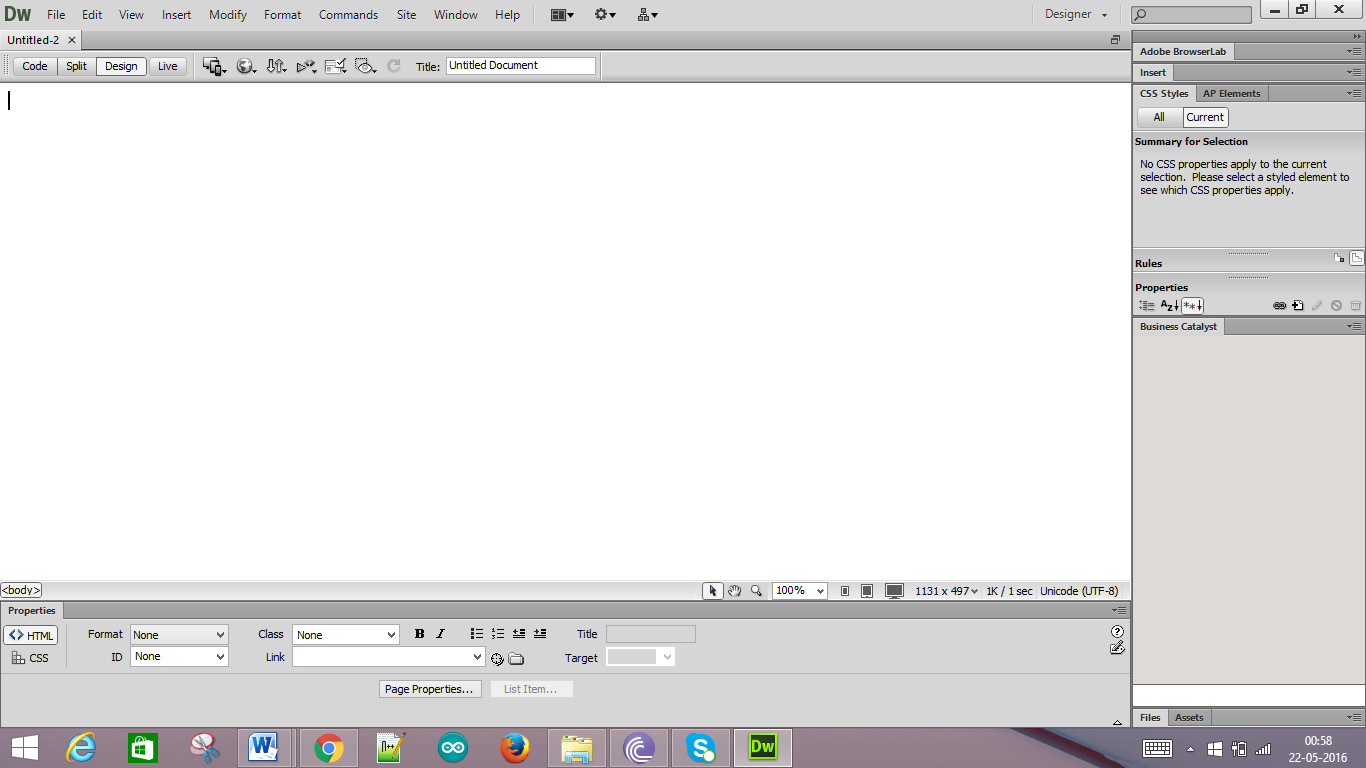 Dw File Edit View Insert Modify Format Commands Site Window Help Designer
Untitled-2
Code Split Design Live Title: Untitled Document
Adobe BrowserLab
Insert
CSS Styles AP Elements
All Current
Summary for Selection
No CSS properties apply to the current
selection. Please select a styled element to
see which CSS properties apply.
Rules
Properties
Az
Business Catalyst
<body> 100% 1131 x 497 1K / 1 sec Unicode (UTF-8)
Properties
HTML Format None Class None B I Title
CSS ID None Link Target
Page Properties... List Item...
Files Assets
Dw
00:58
22-05-2016